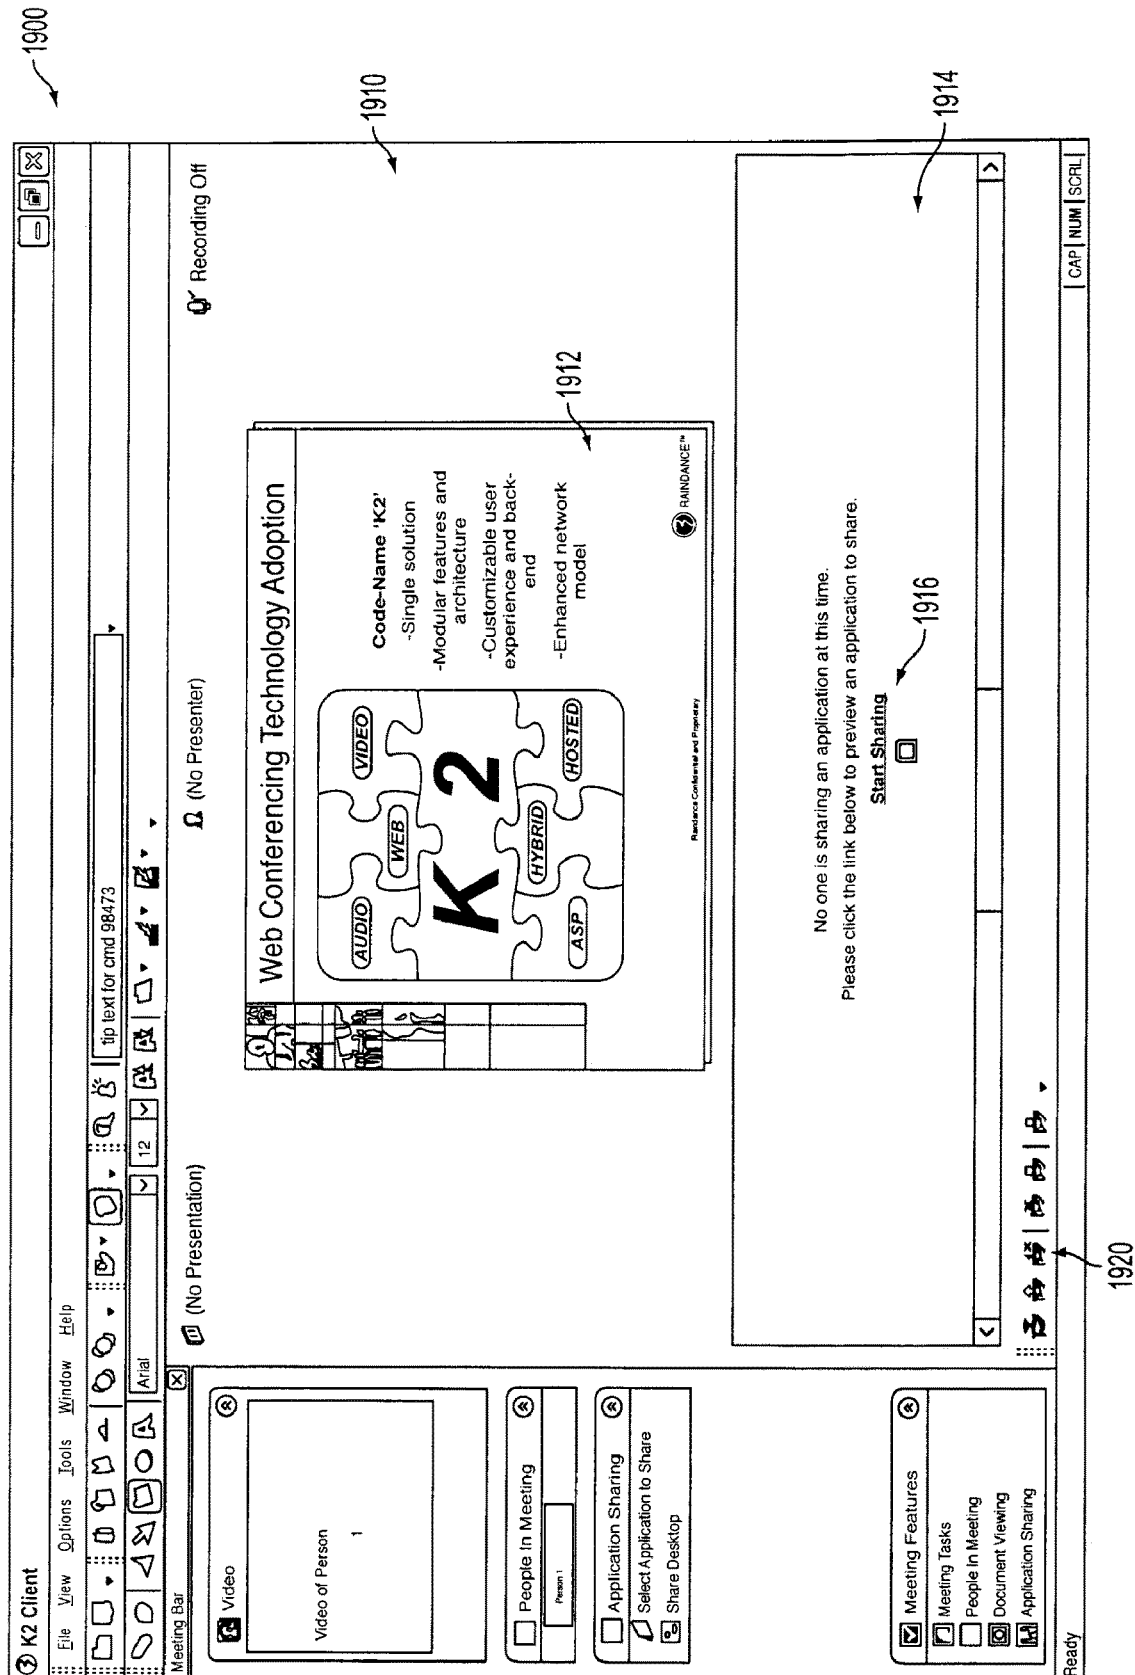 1900
K2 Client
File View Options Tools Window Help
tip text for cmd 98473
Arial 12
Meeting Bar
(No Presentation) (No Presenter) Recording Off
1910
Video
Video of Person
1
People In Meeting
Person 1
Application Sharing
Select Application to Share
Share Desktop
Meeting Features
Meeting Tasks
People In Meeting
Document Viewing
Application Sharing
Web Conferencing Technology Adoption
AUDIO
WEB
VIDEO
K 2
ASP
HYBRID
HOSTED
Code-Name 'K2'
-Single solution
-Modular features and
architecture
-Customizable user
experience and back-
end
-Enhanced network
model
Raindance Confidential and Proprietary
RAINDANCE™
1912
No one is sharing an application at this time.
Please click the link below to preview an application to share.
Start Sharing
1916
1914
1920
Ready
CAP NUM SCRL